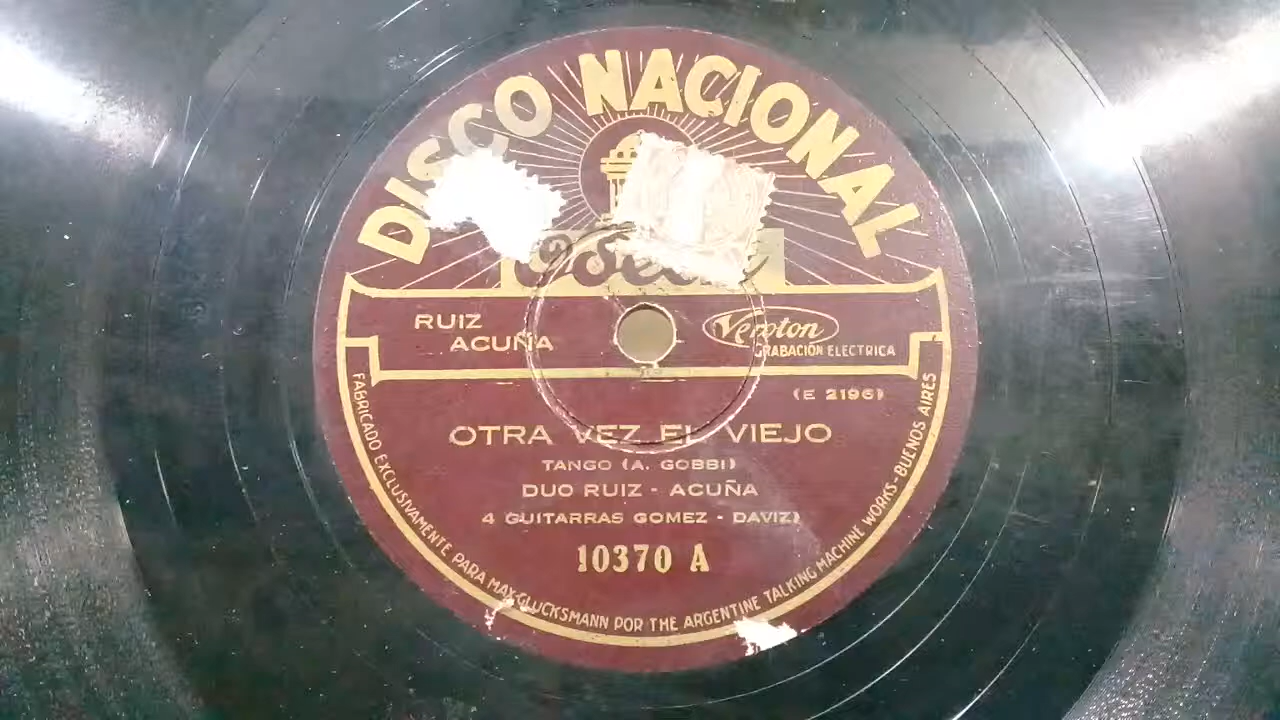 DISCO NACIONAL
RUIZ
ACUÑA
Veroton
GRABACIÓN ELECTRICA
(E 2196)
OTRA VEZ EL VIEJO
TANGO (A. GOBBI)
DUO RUIZ - ACUÑA
4 GUITARRAS GOMEZ - DAVIZ)
10370 A
FABRICADO EXCLUSIVAMENTE PARA MAX GLUCKSMANN POR THE ARGENTINE TALKING MACHINE WORKS-BUENOS AIRES